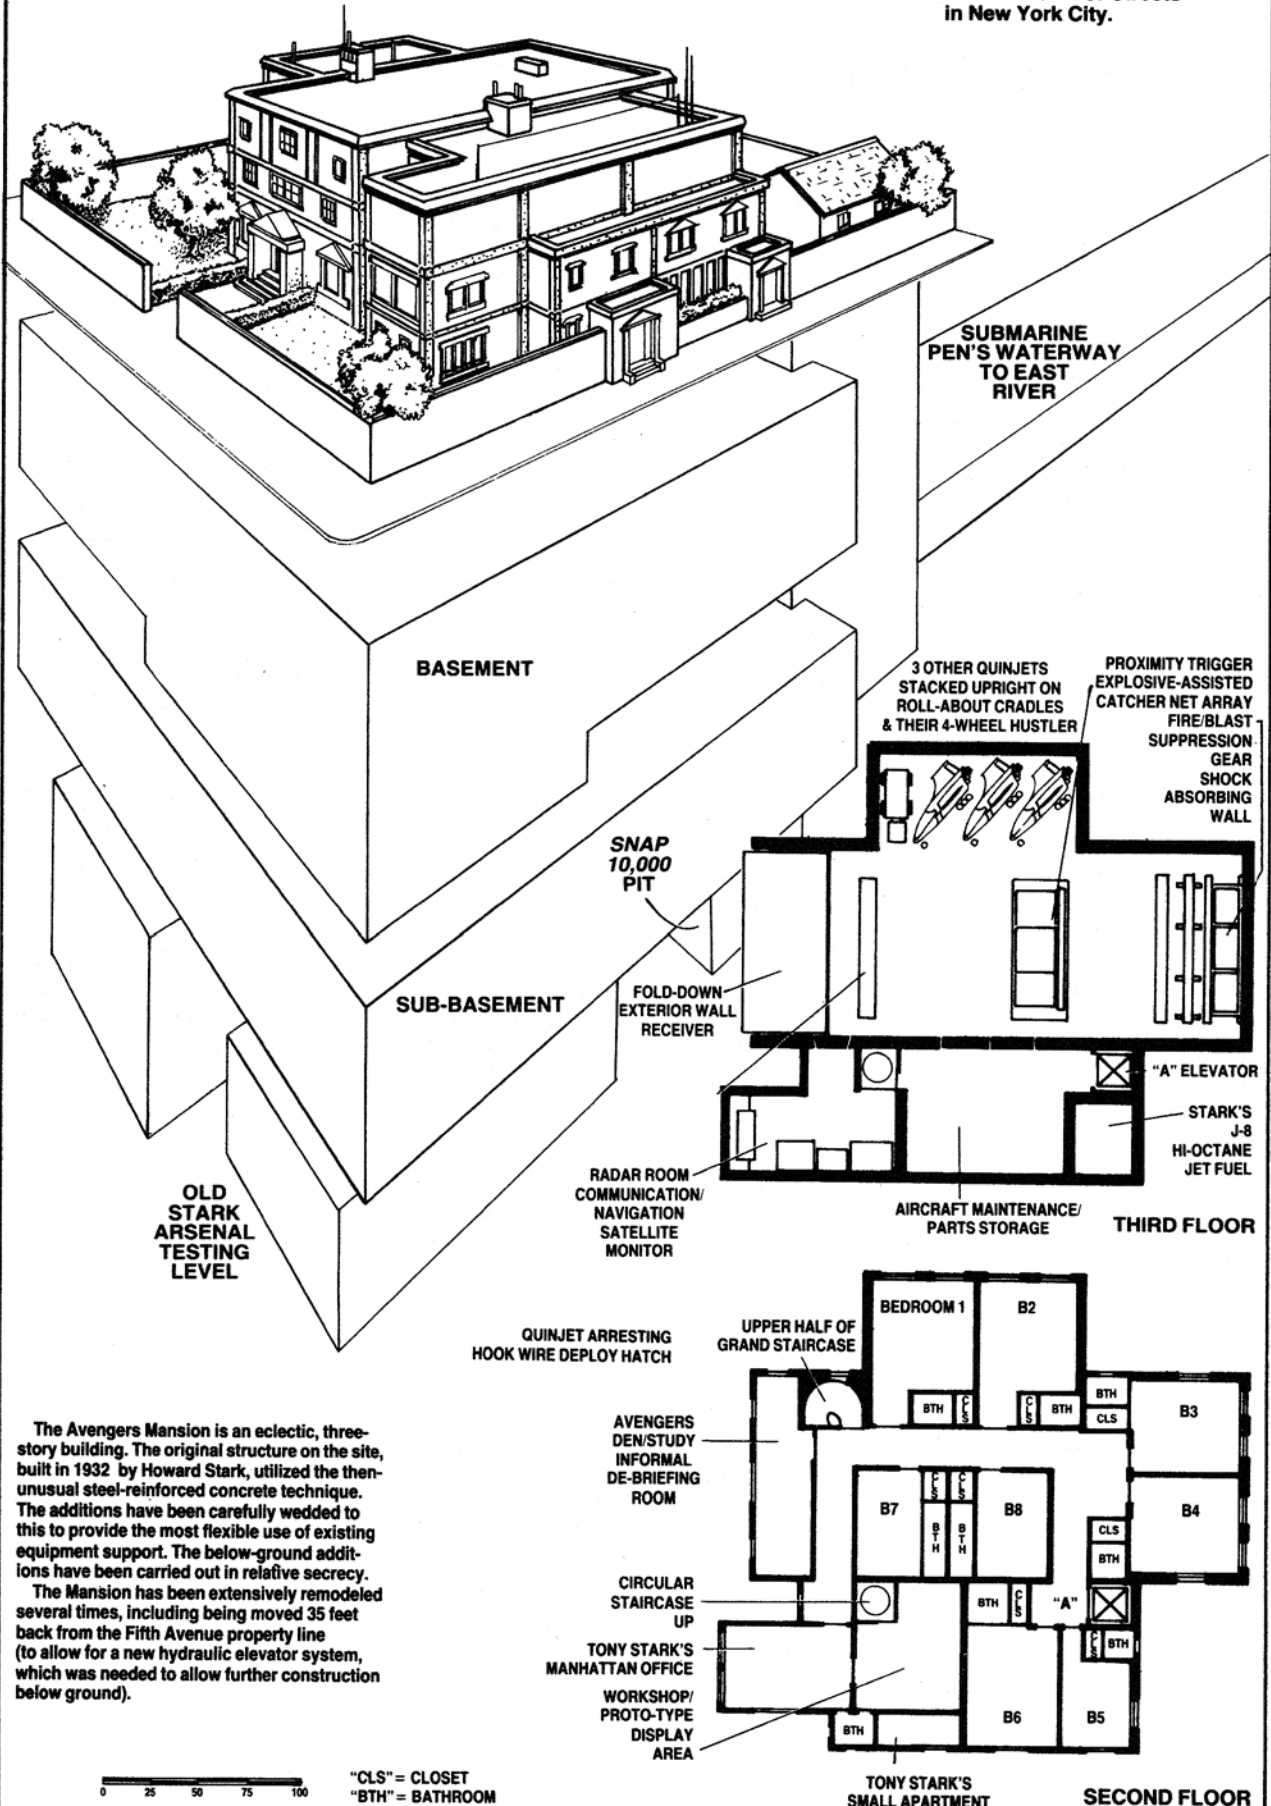 in New York City.
SUBMARINE
PEN'S WATERWAY
TO EAST
RIVER
BASEMENT
3 OTHER QUINJETS
STACKED UPRIGHT ON
ROLL-ABOUT CRADLES
& THEIR 4-WHEEL HUSTLER
PROXIMITY TRIGGER
EXPLOSIVE-ASSISTED
CATCHER NET ARRAY
FIRE/BLAST
SUPPRESSION
GEAR
SHOCK
ABSORBING
WALL
SNAP
10,000
PIT
SUB-BASEMENT
FOLD-DOWN
EXTERIOR WALL
RECEIVER
"A" ELEVATOR
STARK'S
J-8
HI-OCTANE
JET FUEL
RADAR ROOM
COMMUNICATION/
NAVIGATION
SATELLITE
MONITOR
AIRCRAFT MAINTENANCE/
PARTS STORAGE
THIRD FLOOR
OLD
STARK
ARSENAL
TESTING
LEVEL
QUINJET ARRESTING
HOOK WIRE DEPLOY HATCH
UPPER HALF OF
GRAND STAIRCASE
BEDROOM 1
B2
BTH
CLS
CLS
BTH
BTH
CLS
B3
AVENGERS
DEN/STUDY
INFORMAL
DE-BRIEFING
ROOM
B7
CLS
CLS
BTH
BTH
B8
B4
CLS
BTH
CIRCULAR
STAIRCASE
UP
BTH
CLS
"A"
CLS
BTH
TONY STARK'S
MANHATTAN OFFICE
WORKSHOP/
PROTO-TYPE
DISPLAY
AREA
BTH
B6
B5
TONY STARK'S
SMALL APARTMENT
SECOND FLOOR
The Avengers Mansion is an eclectic, three-
story building. The original structure on the site,
built in 1932 by Howard Stark, utilized the then-
unusual steel-reinforced concrete technique.
The additions have been carefully wedded to
this to provide the most flexible use of existing
equipment support. The below-ground addit-
ions have been carried out in relative secrecy.
The Mansion has been extensively remodeled
several times, including being moved 35 feet
back from the Fifth Avenue property line
(to allow for a new hydraulic elevator system,
which was needed to allow further construction
below ground).
0 25 50 75 100
"CLS" = CLOSET
"BTH" = BATHROOM